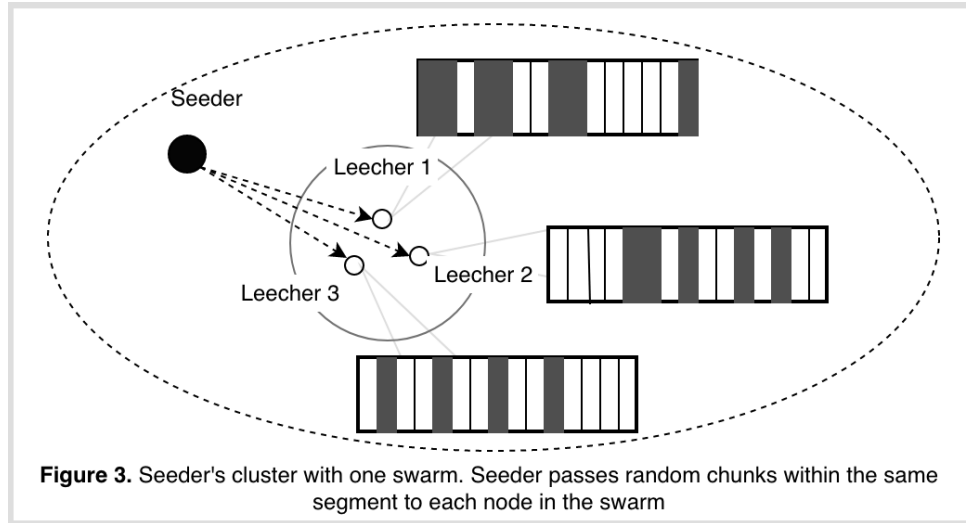 Seeder
Leecher 1
Leecher 2
Leecher 3
Figure 3. Seeder's cluster with one swarm. Seeder passes random chunks within the same
segment to each node in the swarm